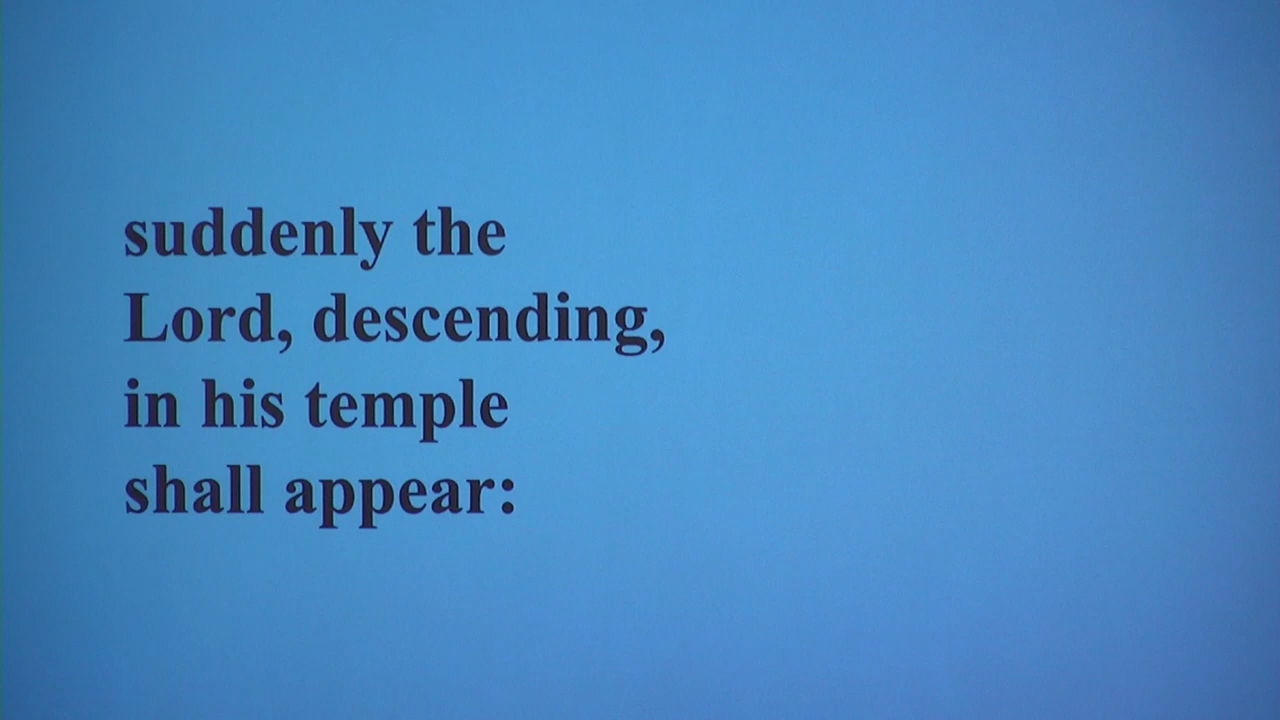 suddenly the
Lord, descending,
in his temple
shall appear: